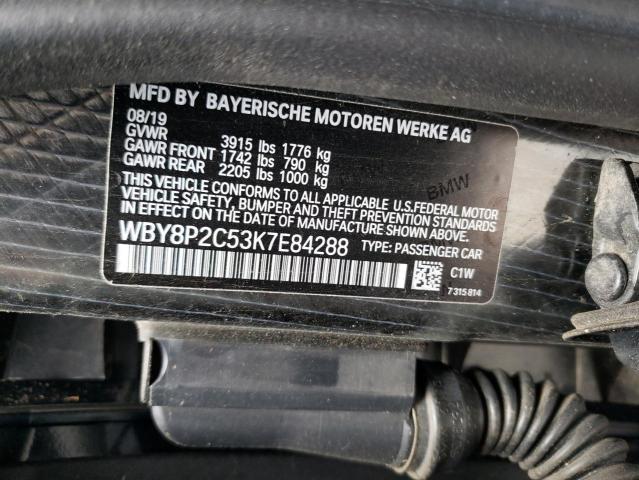 MFD BY BAYERISCHE MOTOREN WERKE AG
08/19
GVWR 3915 lbs 1776 kg
GAWR FRONT 1742 lbs 790 kg
GAWR REAR 2205 lbs 1000 kg
THIS VEHICLE CONFORMS TO ALL APPLICABLE U.S.FEDERAL MOTOR
VEHICLE SAFETY, BUMPER AND THEFT PREVENTION STANDARDS
IN EFFECT ON THE DATE OF MANUFACTURE SHOWN ABOVE.
WBY8P2C53K7E84288 TYPE: PASSENGER CAR
C1W
7315814
BMW